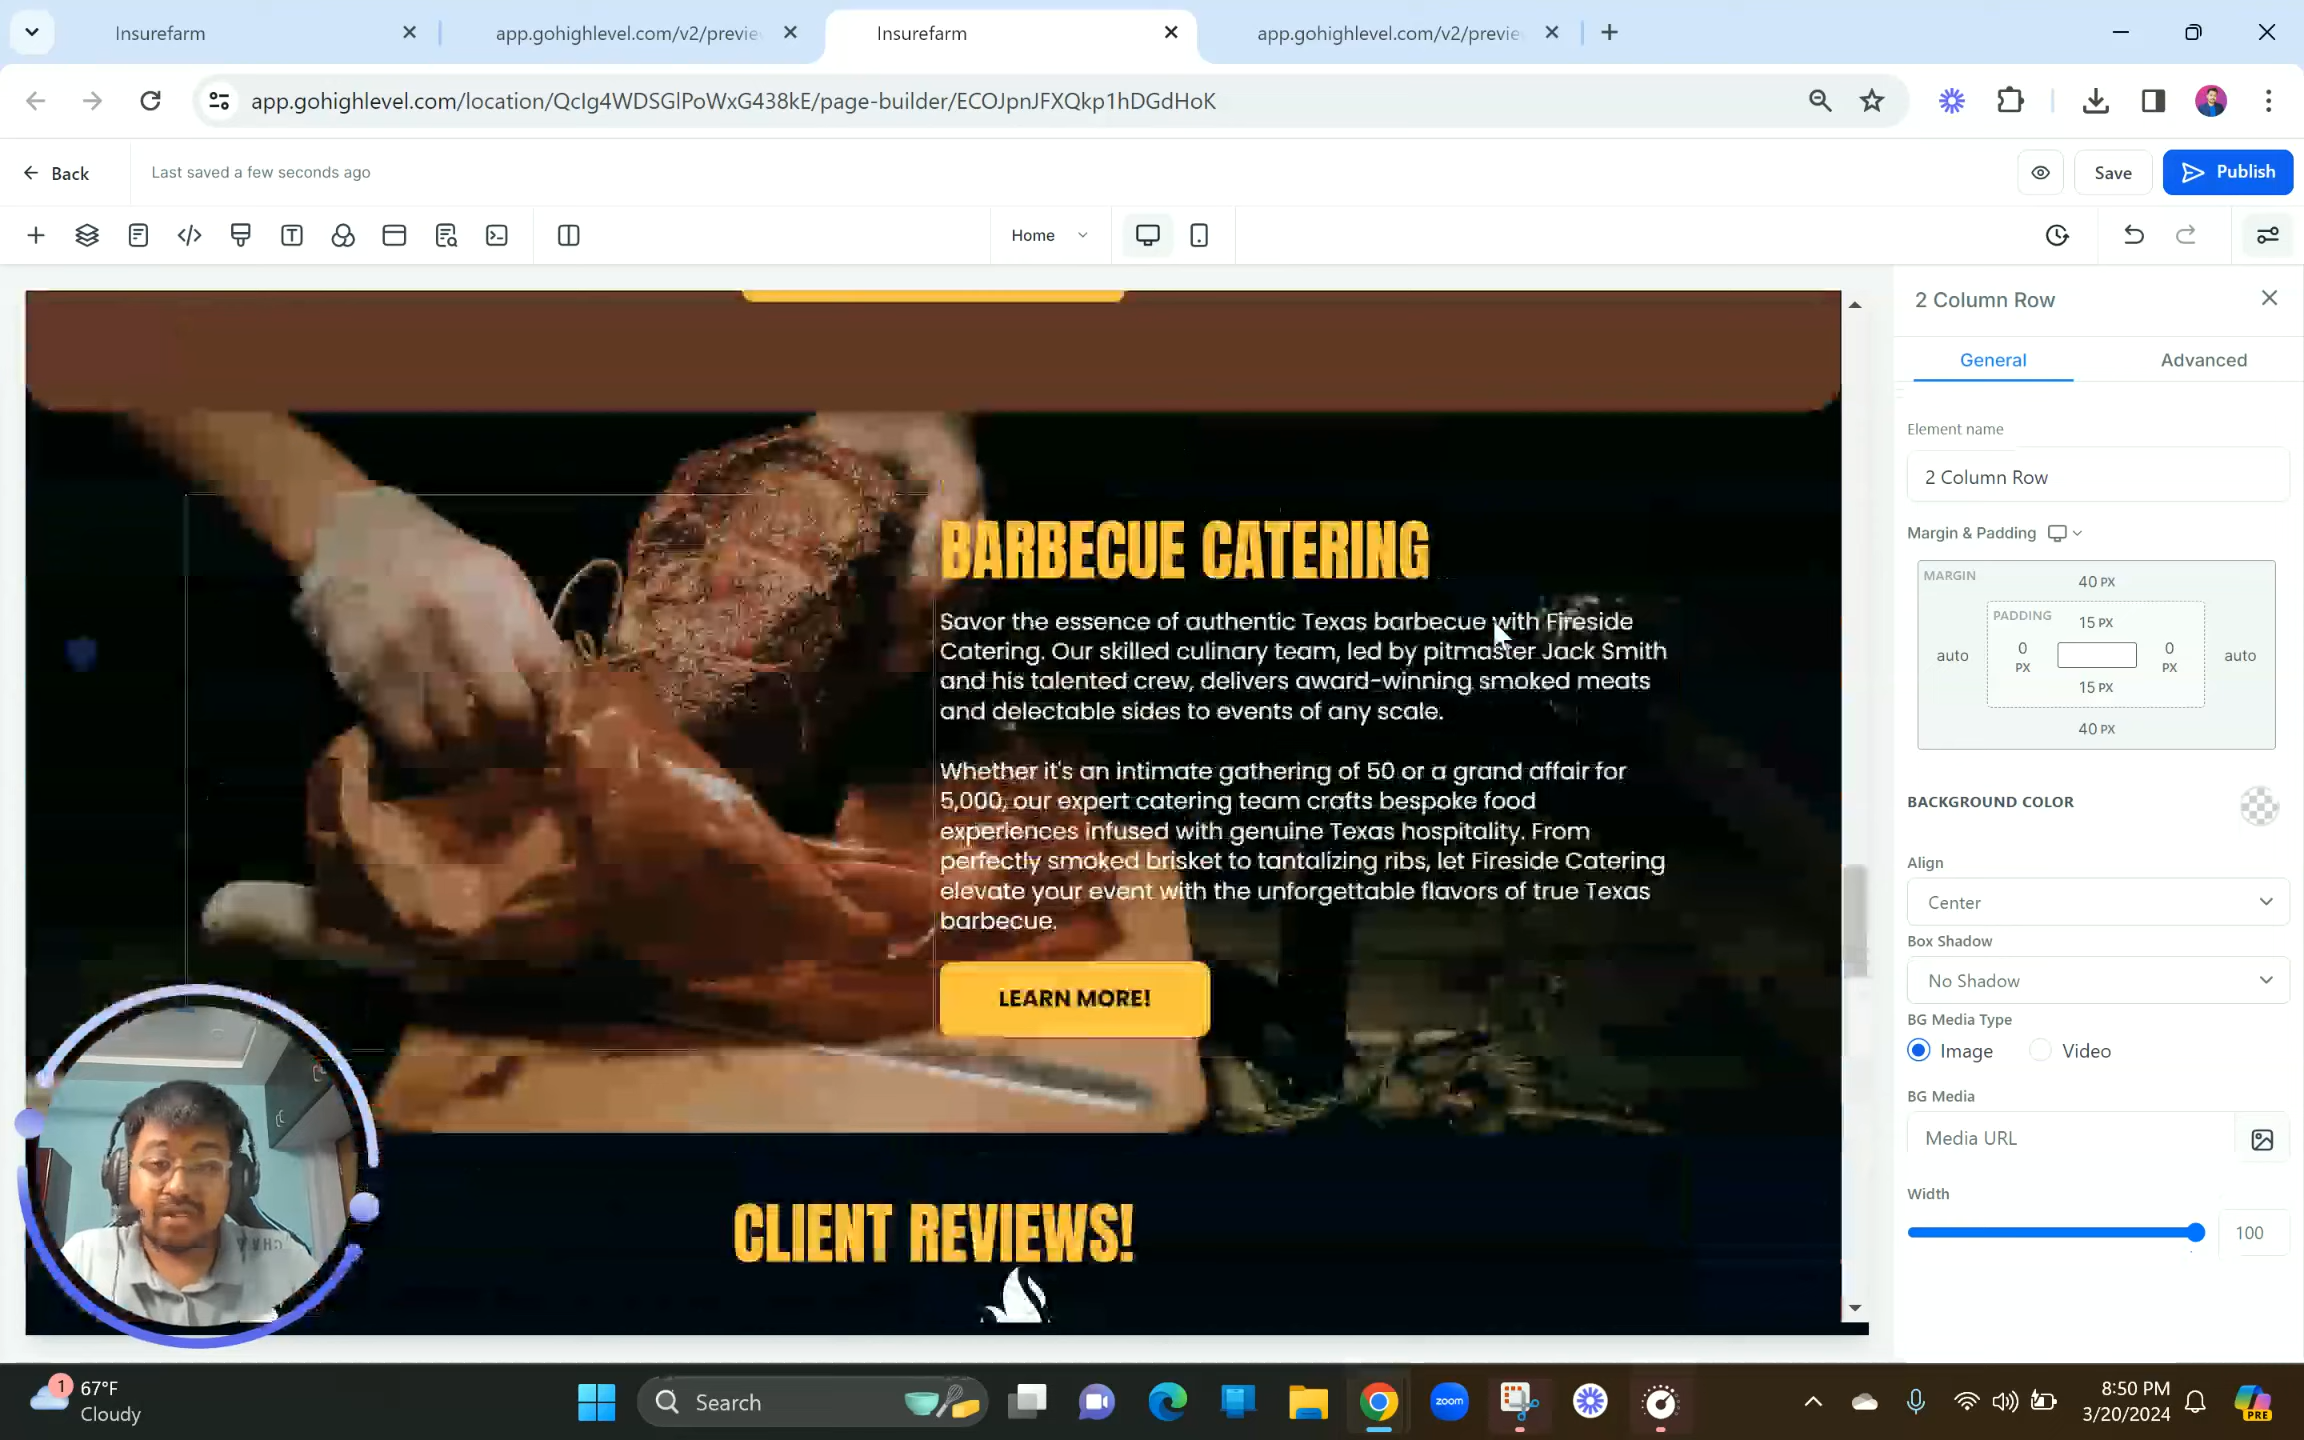 Insurefarm
app.gohighlevel.com/v2/previe
Insurefarm
app.gohighlevel.com/v2/previe
app.gohighlevel.com/location/QcIg4WDSGlPoWxG438kE/page-builder/ECOJpnJFXQkp1hDGdHoK
Back
Last saved a few seconds ago
Save
Publish
Home
BARBECUE CATERING
Savor the essence of authentic Texas barbecue with Fireside
Catering. Our skilled culinary team, led by pitmaster Jack Smith
and his talented crew, delivers award-winning smoked meats
and delectable sides to events of any scale.
Whether it's an intimate gathering of 50 or a grand affair for
5,000, our expert catering team crafts bespoke food
experiences infused with genuine Texas hospitality. From
perfectly smoked brisket to tantalizing ribs, let Fireside Catering
elevate your event with the unforgettable flavors of true Texas
barbecue.
LEARN MORE!
CLIENT REVIEWS!
2 Column Row
General
Advanced
Element name
2 Column Row
Margin & Padding
MARGIN
40 PX
PADDING
15 PX
auto
0 PX
0 PX
auto
15 PX
40 PX
BACKGROUND COLOR
Align
Center
Box Shadow
No Shadow
BG Media Type
Image
Video
BG Media
Media URL
Width
100
1
67°F
Cloudy
Search
zoom
8:50 PM
3/20/2024
PRE